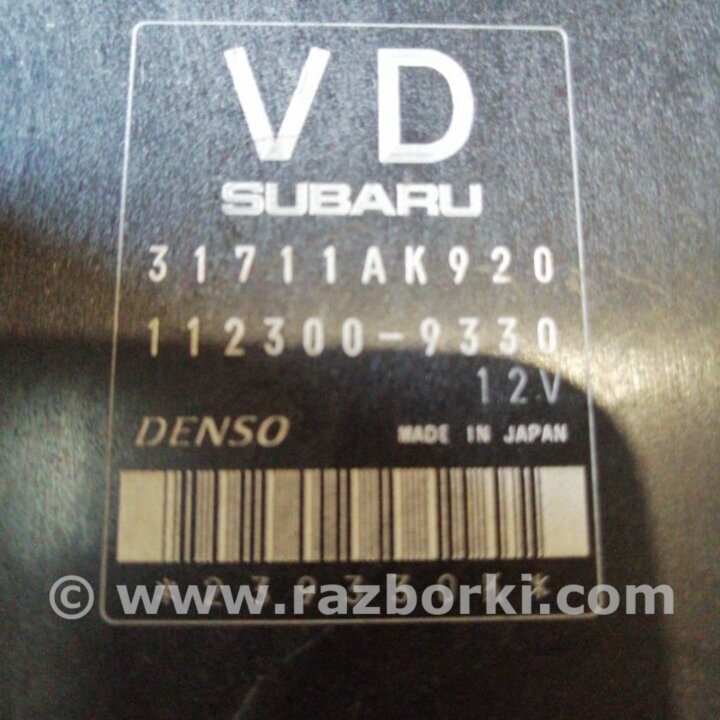 VD
SUBARU
31711AK920
112300-9330
12V
DENSO MADE IN JAPAN
© www.razborki.com